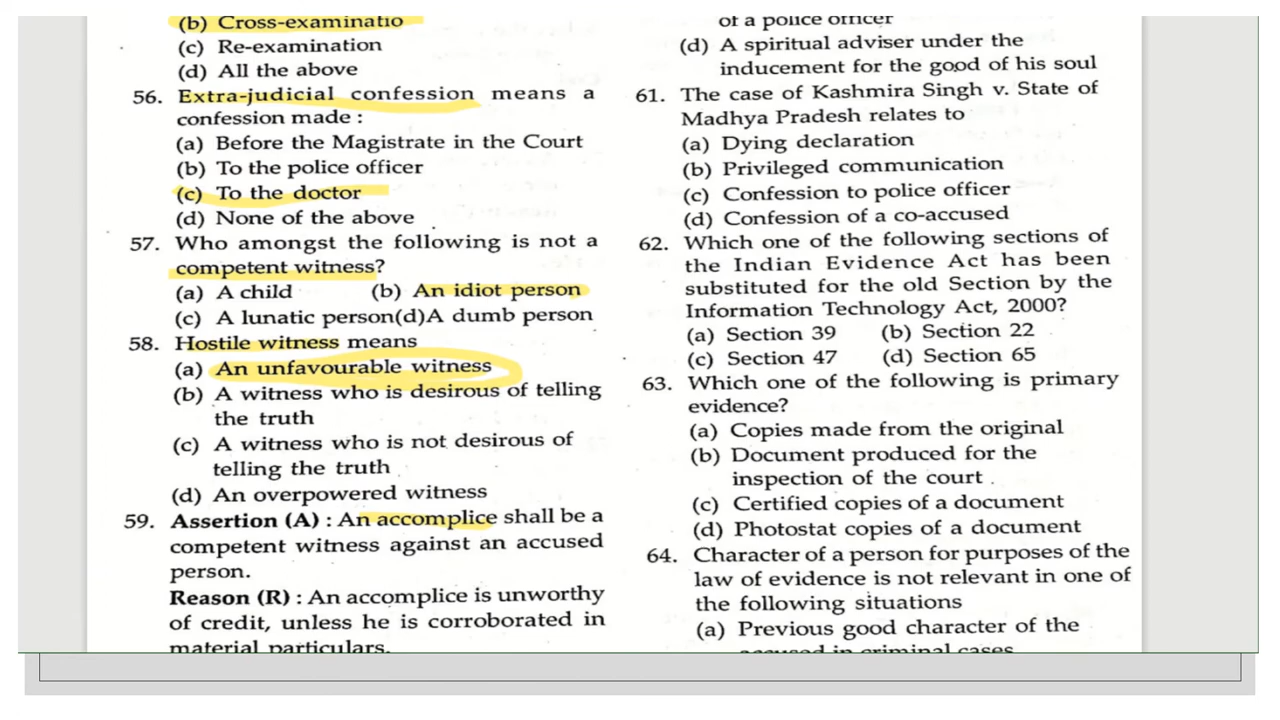 (b) Cross-examinatio
(c) Re-examination
(d) All the above
56. Extra-judicial confession means a
confession made :
(a) Before the Magistrate in the Court
(b) To the police officer
(c) To the doctor
(d) None of the above
57. Who amongst the following is not a
competent witness?
(a) A child (b) An idiot person
(c) A lunatic person(d)A dumb person
58. Hostile witness means
(a) An unfavourable witness
(b) A witness who is desirous of telling
the truth
(c) A witness who is not desirous of
telling the truth
(d) An overpowered witness
59. Assertion (A) : An accomplice shall be a
competent witness against an accused
person.
Reason (R) : An accomplice is unworthy
of credit, unless he is corroborated in
material particulars.
of a police officer
(d) A spiritual adviser under the
inducement for the good of his soul
61. The case of Kashmira Singh v. State of
Madhya Pradesh relates to
(a) Dying declaration
(b) Privileged communication
(c) Confession to police officer
(d) Confession of a co-accused
62. Which one of the following sections of
the Indian Evidence Act has been
substituted for the old Section by the
Information Technology Act, 2000?
(a) Section 39 (b) Section 22
(c) Section 47 (d) Section 65
63. Which one of the following is primary
evidence?
(a) Copies made from the original
(b) Document produced for the
inspection of the court .
(c) Certified copies of a document
(d) Photostat copies of a document
64. Character of a person for purposes of the
law of evidence is not relevant in one of
the following situations
(a) Previous good character of the
accused in criminal cases